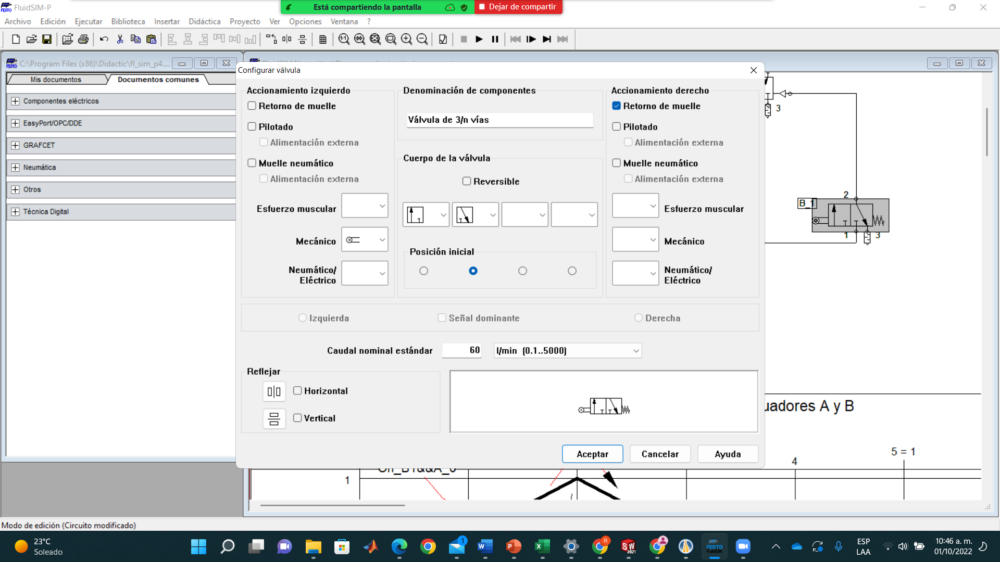 FluidSIM-P
Está compartiendo la pantalla
Dejar de compartir
Archivo Edición Ejecutar Biblioteca Insertar Didáctica Proyecto Ver Opciones Ventana ?
FESTO C:\Program Files (x86)\Didactic\fl_sim_p4....
Mis documentos Documentos comunes
Componentes eléctricos
EasyPort/OPC/DDE
GRAFCET
Neumática
Otros
Técnica Digital
Configurar válvula
Accionamiento izquierdo
Retorno de muelle
Pilotado
Alimentación externa
Muelle neumático
Alimentación externa
Esfuerzo muscular
Mecánico
Neumático/
Eléctrico
Denominación de componentes
Válvula de 3/n vías
Cuerpo de la válvula
Reversible
Posición inicial
Accionamiento derecho
Retorno de muelle
Pilotado
Alimentación externa
Muelle neumático
Alimentación externa
Esfuerzo muscular
Mecánico
Neumático/
Eléctrico
Izquierda Señal dominante Derecha
Caudal nominal estándar 60 l/min (0.1..5000)
Reflejar
Horizontal
Vertical
Aceptar Cancelar Ayuda
3
2
B_1
1 3
uadores A y B
4 5 = 1
1
Modo de edición (Circuito modificado)
23°C
Soleado
1
R
SW
2021
FESTO
FluidSIM
ESP
LAA
10:46 a. m.
01/10/2022